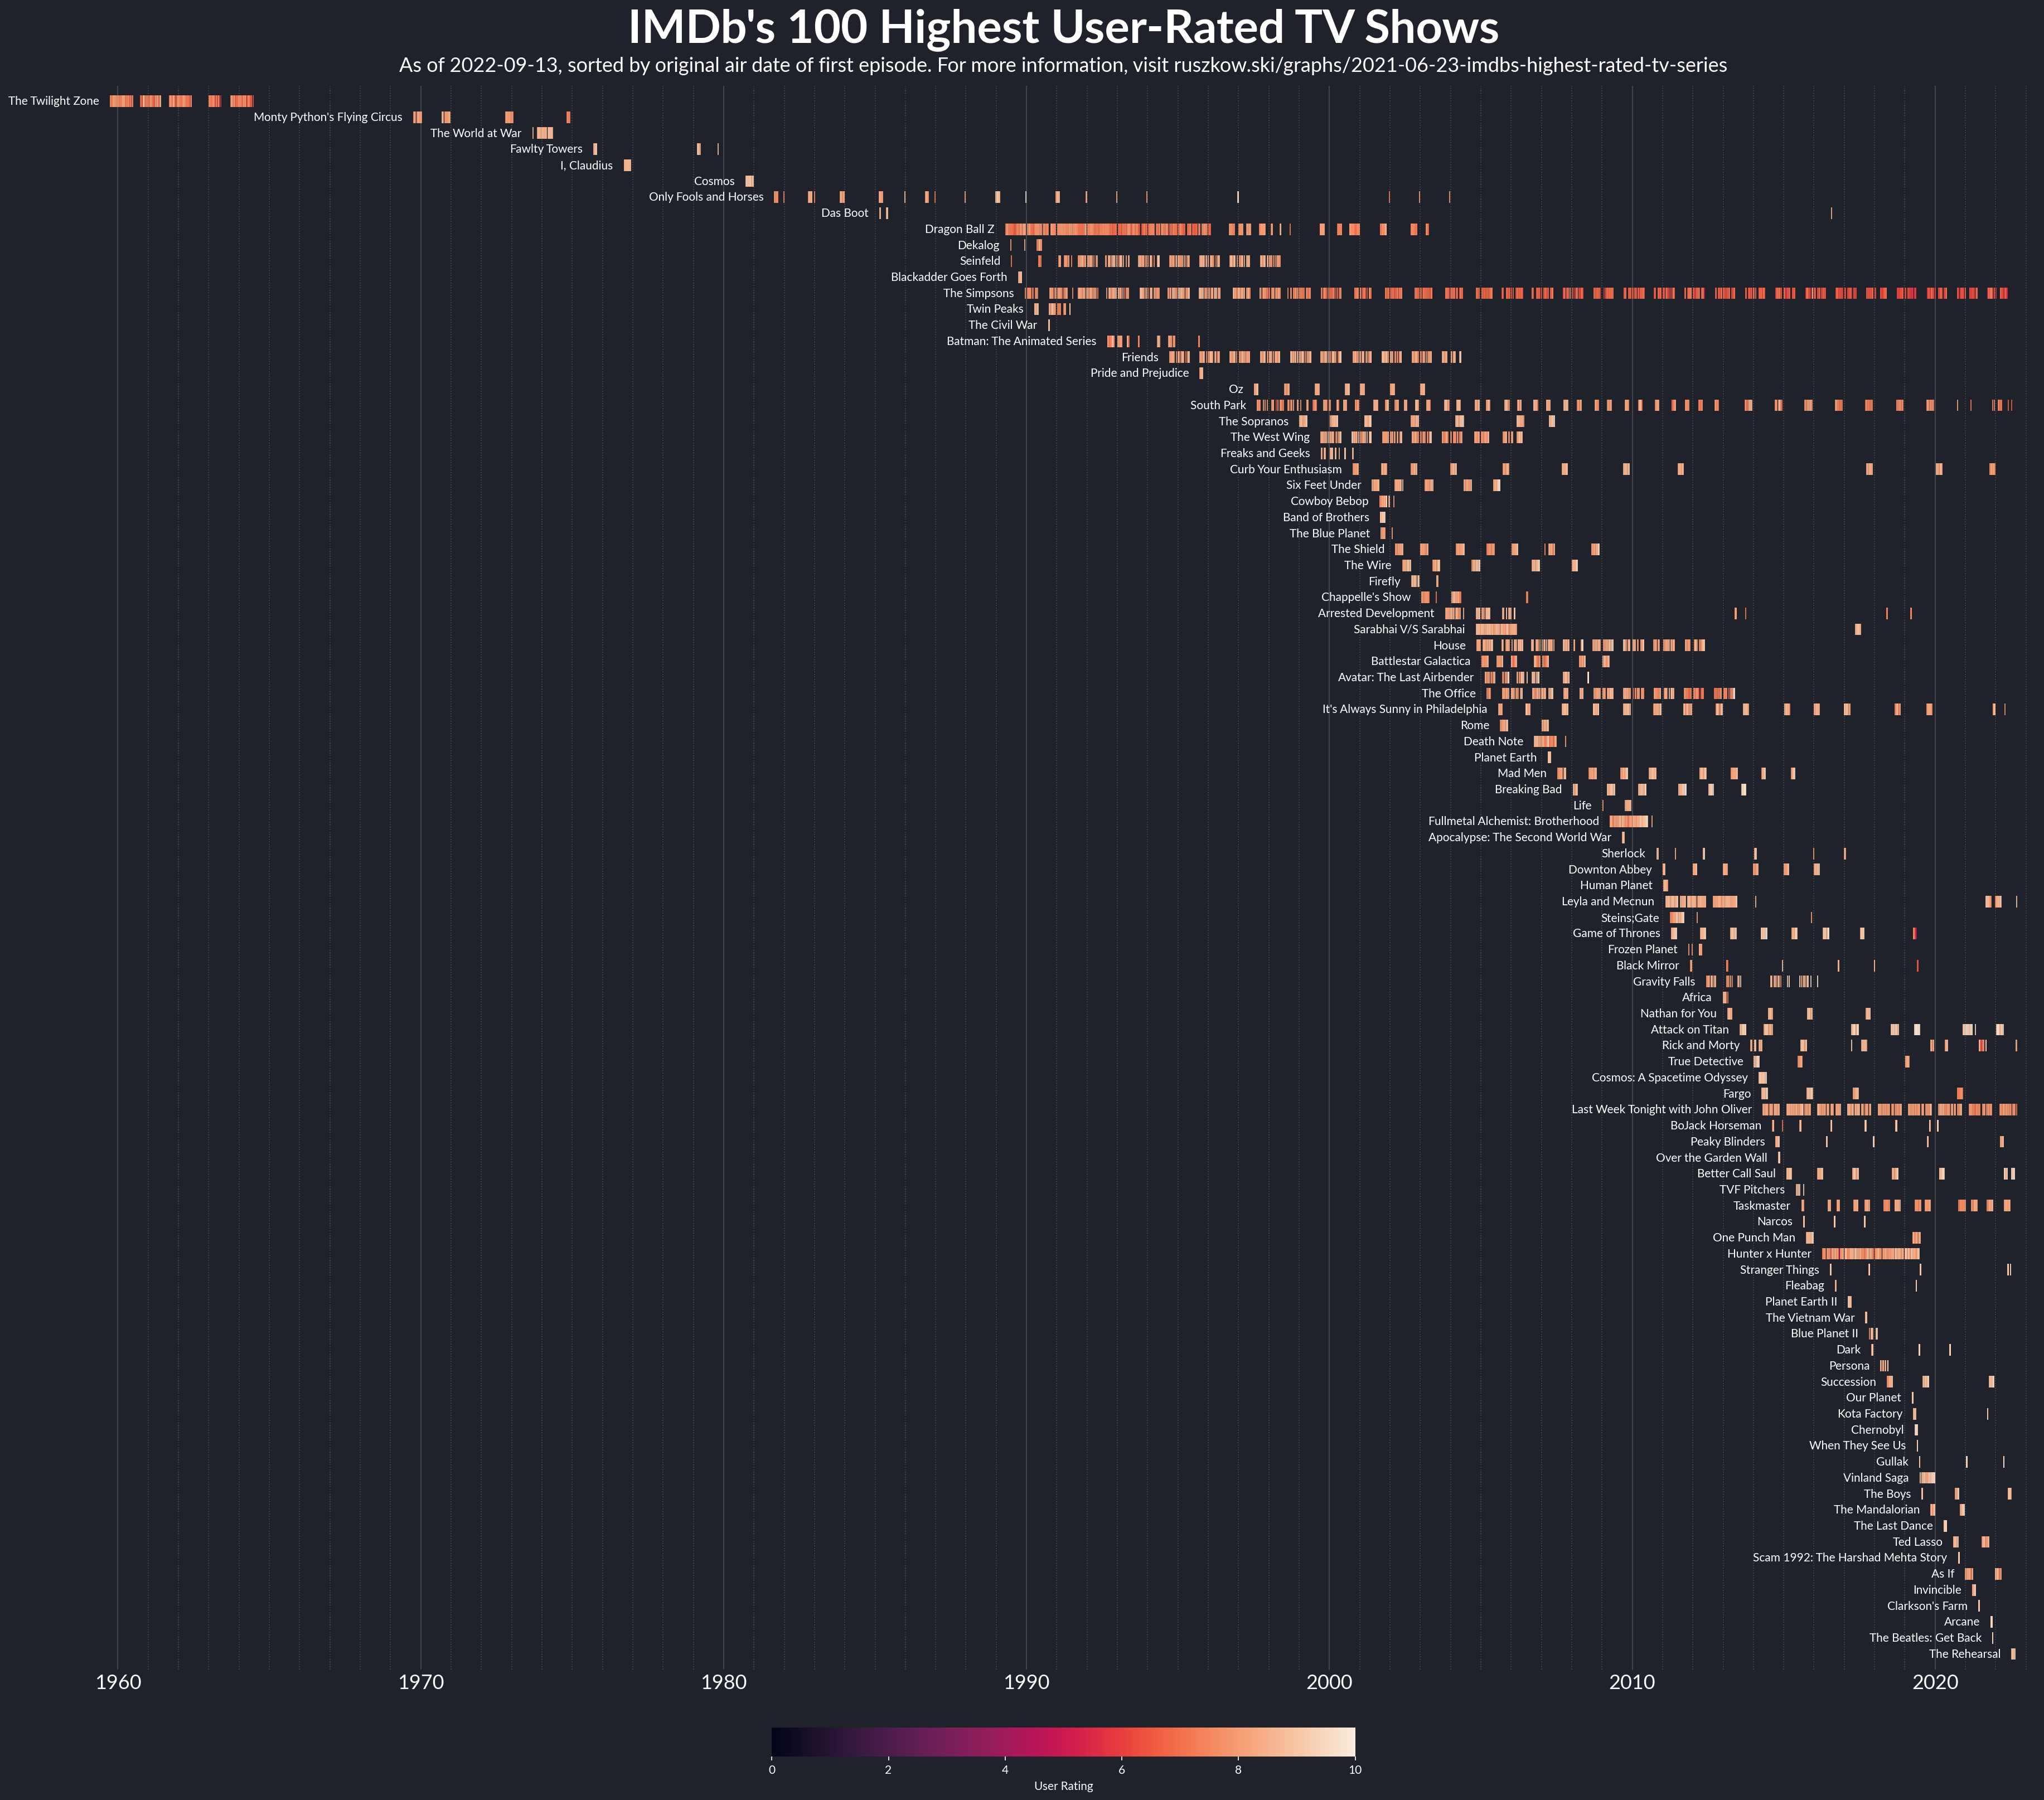 IMDb's 100 Highest User-Rated TV Shows
As of 2022-09-13, sorted by original air date of first episode. For more information, visit ruszkow.ski/graphs/2021-06-23-imdbs-highest-rated-tv-series
The Twilight Zone
Monty Python's Flying Circus
The World at War
Fawlty Towers
I, Claudius
Cosmos
Only Fools and Horses
Das Boot
Dragon Ball Z
Dekalog
Seinfeld
Blackadder Goes Forth
The Simpsons
Twin Peaks
The Civil War
Batman: The Animated Series
Friends
Pride and Prejudice
Oz
South Park
The Sopranos
The West Wing
Freaks and Geeks
Curb Your Enthusiasm
Six Feet Under
Cowboy Bebop
Band of Brothers
The Blue Planet
The Shield
The Wire
Firefly
Chappelle's Show
Arrested Development
Sarabhai V/S Sarabhai
House
Battlestar Galactica
Avatar: The Last Airbender
The Office
It's Always Sunny in Philadelphia
Rome
Death Note
Planet Earth
Mad Men
Breaking Bad
Life
Fullmetal Alchemist: Brotherhood
Apocalypse: The Second World War
Sherlock
Downton Abbey
Human Planet
Leyla and Mecnun
Steins;Gate
Game of Thrones
Frozen Planet
Black Mirror
Gravity Falls
Africa
Nathan for You
Attack on Titan
Rick and Morty
True Detective
Cosmos: A Spacetime Odyssey
Fargo
Last Week Tonight with John Oliver
BoJack Horseman
Peaky Blinders
Over the Garden Wall
Better Call Saul
TVF Pitchers
Taskmaster
Narcos
One Punch Man
Hunter x Hunter
Stranger Things
Fleabag
Planet Earth II
The Vietnam War
Blue Planet II
Dark
Persona
Succession
Our Planet
Kota Factory
Chernobyl
When They See Us
Gullak
Vinland Saga
The Boys
The Mandalorian
The Last Dance
Ted Lasso
Scam 1992: The Harshad Mehta Story
As If
Invincible
Clarkson's Farm
Arcane
The Beatles: Get Back
The Rehearsal
1960 1970 1980 1990 2000 2010 2020
0 2 4 6 8 10
User Rating